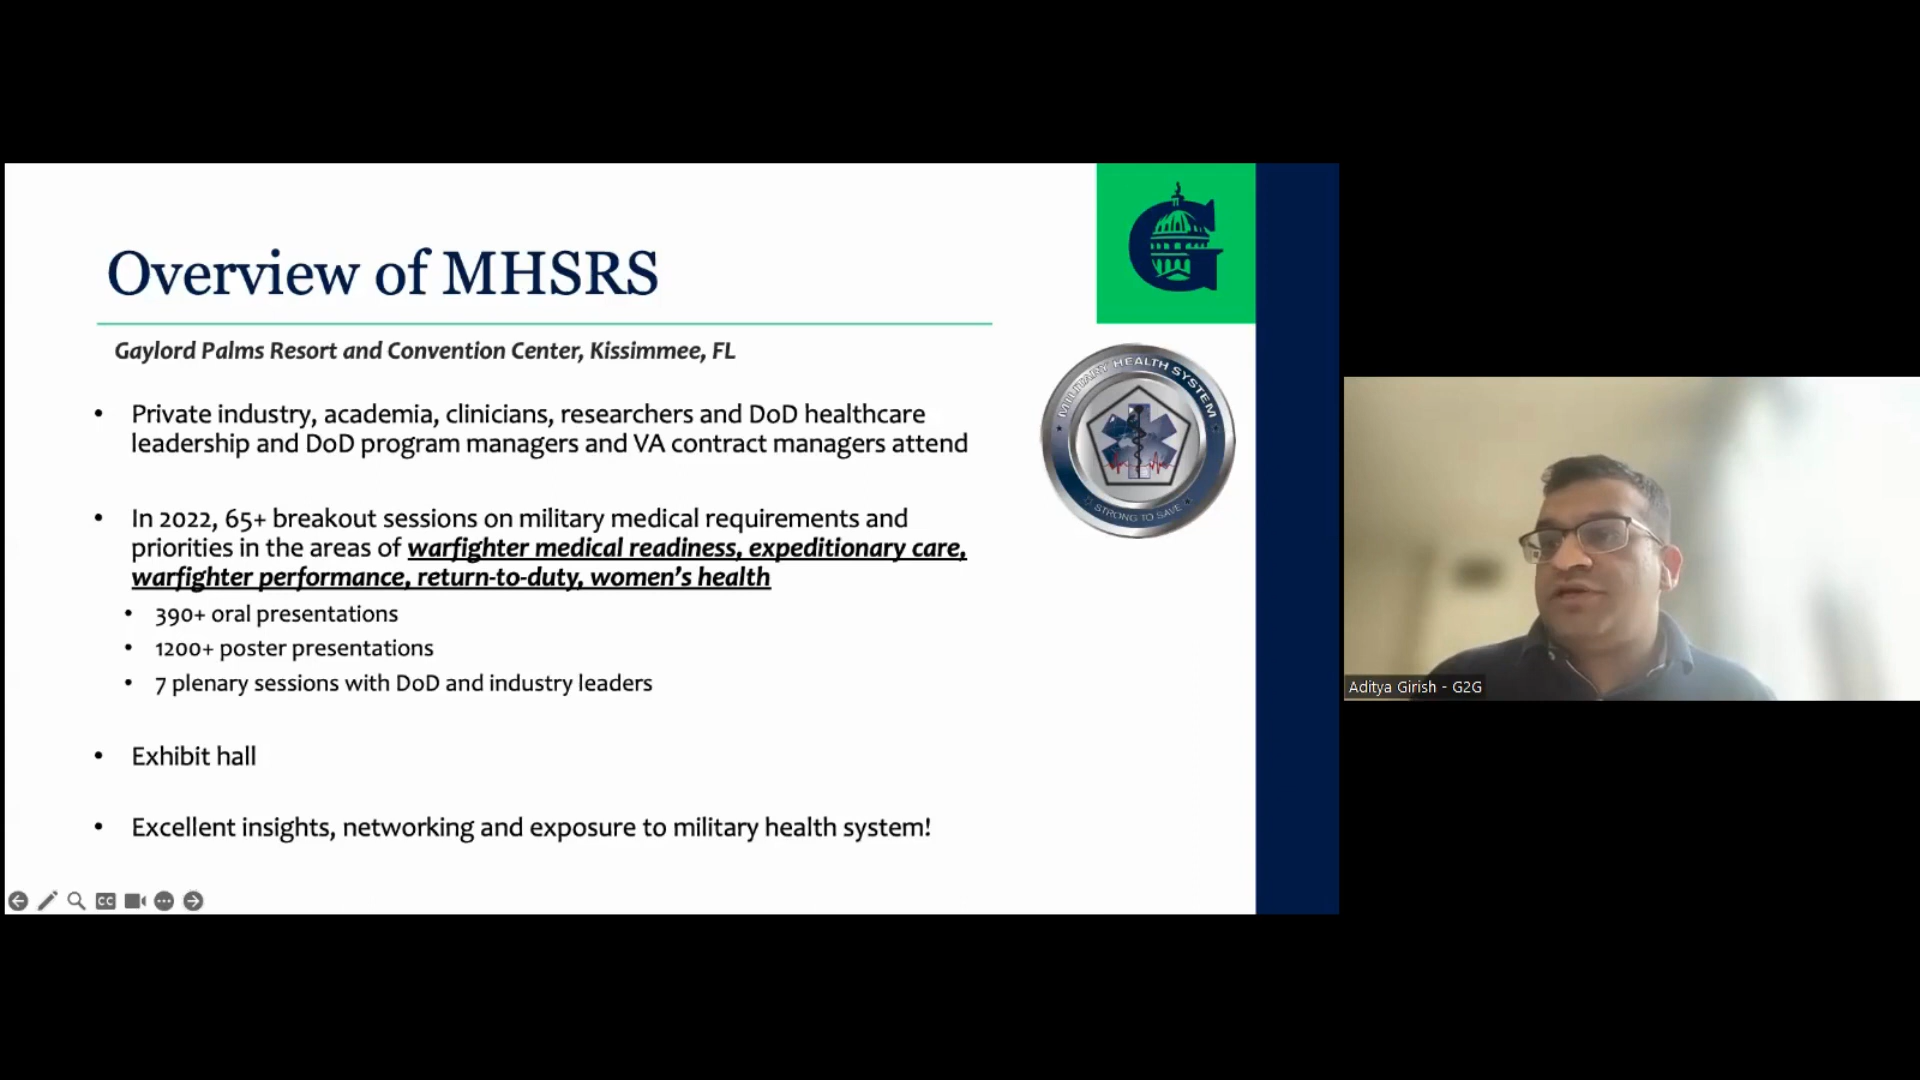 Overview of MHSRS
Gaylord Palms Resort and Convention Center, Kissimmee, FL
• Private industry, academia, clinicians, researchers and DoD healthcare
leadership and DoD program managers and VA contract managers attend
• In 2022, 65+ breakout sessions on military medical requirements and
priorities in the areas of warfighter medical readiness, expeditionary care,
warfighter performance, return-to-duty, women's health
• 390+ oral presentations
• 1200+ poster presentations
• 7 plenary sessions with DoD and industry leaders
• Exhibit hall
• Excellent insights, networking and exposure to military health system!
G
MILITARY HEALTH SYSTEM
STRONG TO SAVE
CC
Aditya Girish - G2G